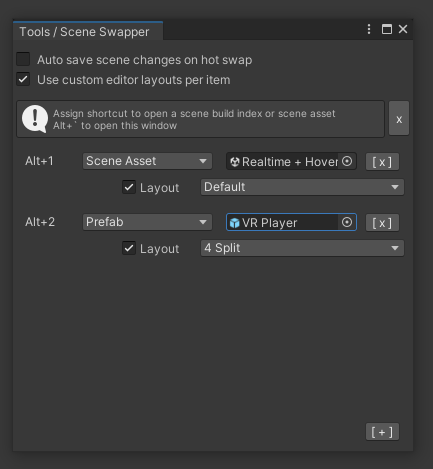 Tools / Scene Swapper
Auto save scene changes on hot swap
Use custom editor layouts per item
Assign shortcut to open a scene build index or scene asset
Alt+` to open this window
x
Alt+1 Scene Asset Realtime + Hover [ x ]
Layout Default
Alt+2 Prefab VR Player [ x ]
Layout 4 Split
[ + ]